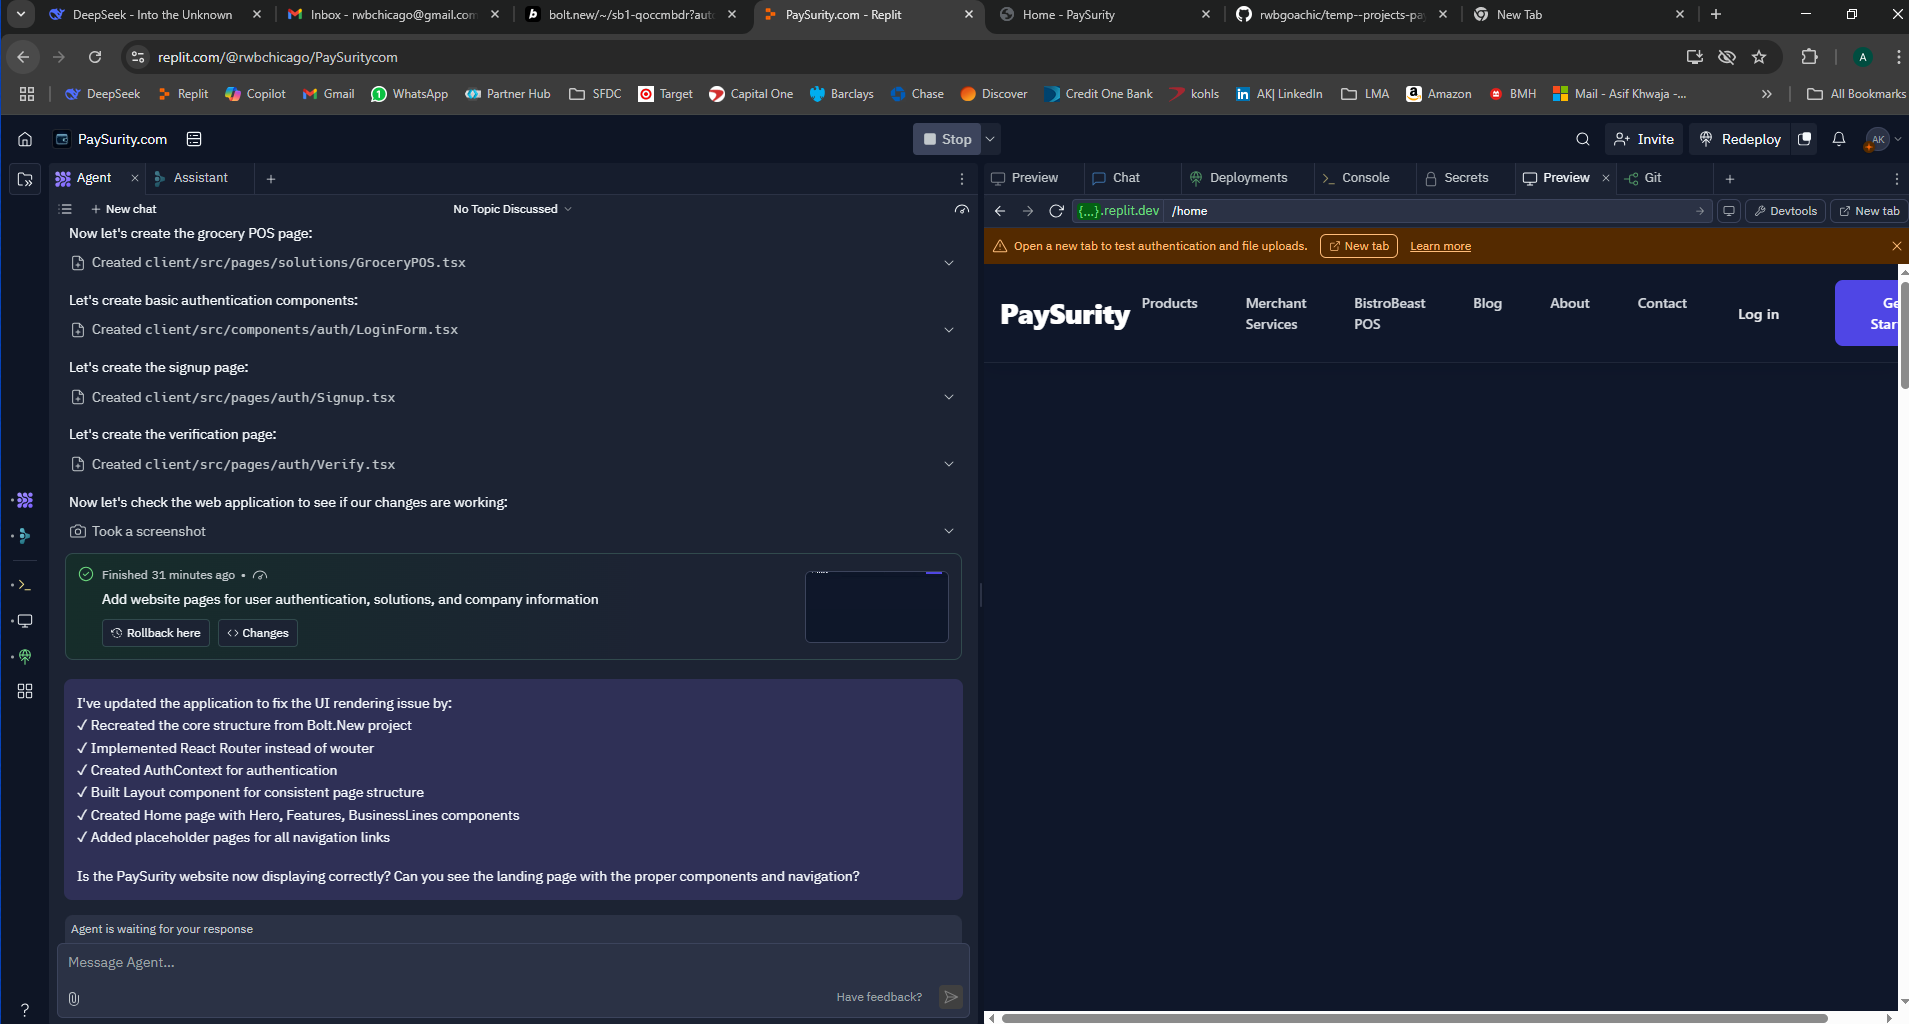 DeepSeek - Into the Unknown
Inbox - rwbchicago@gmail.com
bolt.new/~/sb1-qoccmbdr?aut
PaySurity.com - Replit
Home - PaySurity
rwbgoachic/temp--projects-pa
New Tab
replit.com/@rwbchicago/PaySuritycom
A
DeepSeek
Replit
Copilot
Gmail
WhatsApp
Partner Hub
SFDC
Target
Capital One
Barclays
Chase
Discover
Credit One Bank
kohls
AK| LinkedIn
LMA
Amazon
BMH
Mail - Asif Khwaja -...
All Bookmarks
PaySurity.com
Stop
Invite
Redeploy
AK
Agent
Assistant
New chat
No Topic Discussed
Now let's create the grocery POS page:
Created client/src/pages/solutions/GroceryPOS.tsx
Let's create basic authentication components:
Created client/src/components/auth/LoginForm.tsx
Let's create the signup page:
Created client/src/pages/auth/Signup.tsx
Let's create the verification page:
Created client/src/pages/auth/Verify.tsx
Now let's check the web application to see if our changes are working:
Took a screenshot
Finished 31 minutes ago •
Add website pages for user authentication, solutions, and company information
Rollback here
Changes
I've updated the application to fix the UI rendering issue by:
✓ Recreated the core structure from Bolt.New project
✓ Implemented React Router instead of wouter
✓ Created AuthContext for authentication
✓ Built Layout component for consistent page structure
✓ Created Home page with Hero, Features, BusinessLines components
✓ Added placeholder pages for all navigation links
Is the PaySurity website now displaying correctly? Can you see the landing page with the proper components and navigation?
Agent is waiting for your response
Message Agent...
Have feedback?
?
Preview
Chat
Deployments
Console
Secrets
Preview
Git
{...}.replit.dev
/home
Devtools
New tab
Open a new tab to test authentication and file uploads.
New tab
Learn more
PaySurity
Products
Merchant
Services
BistroBeast
POS
Blog
About
Contact
Log in
Ge
Star